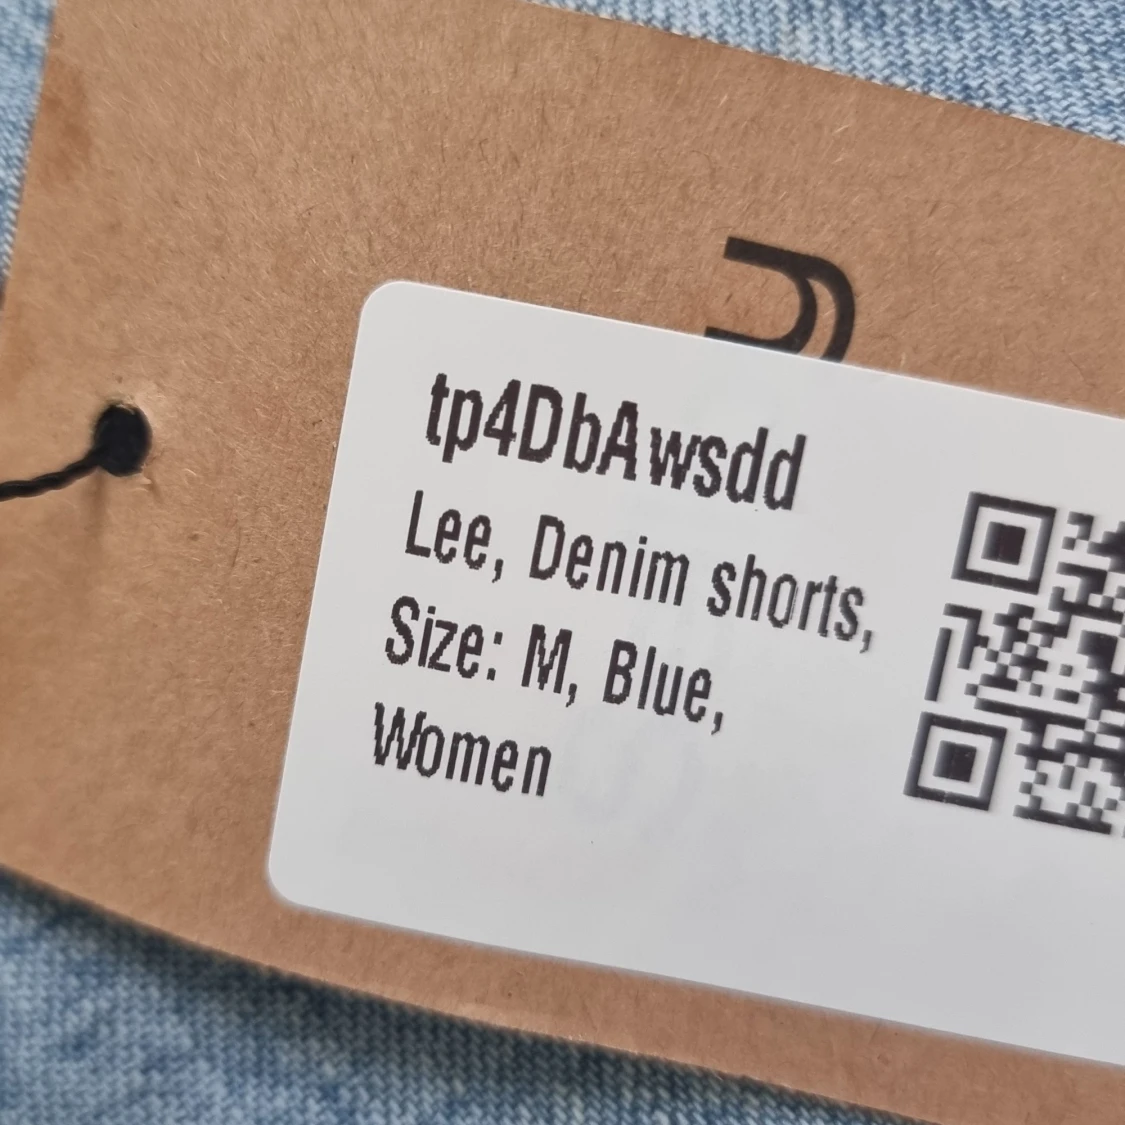 tp4DbAwsdd
Lee, Denim shorts,
Size: M, Blue,
Women